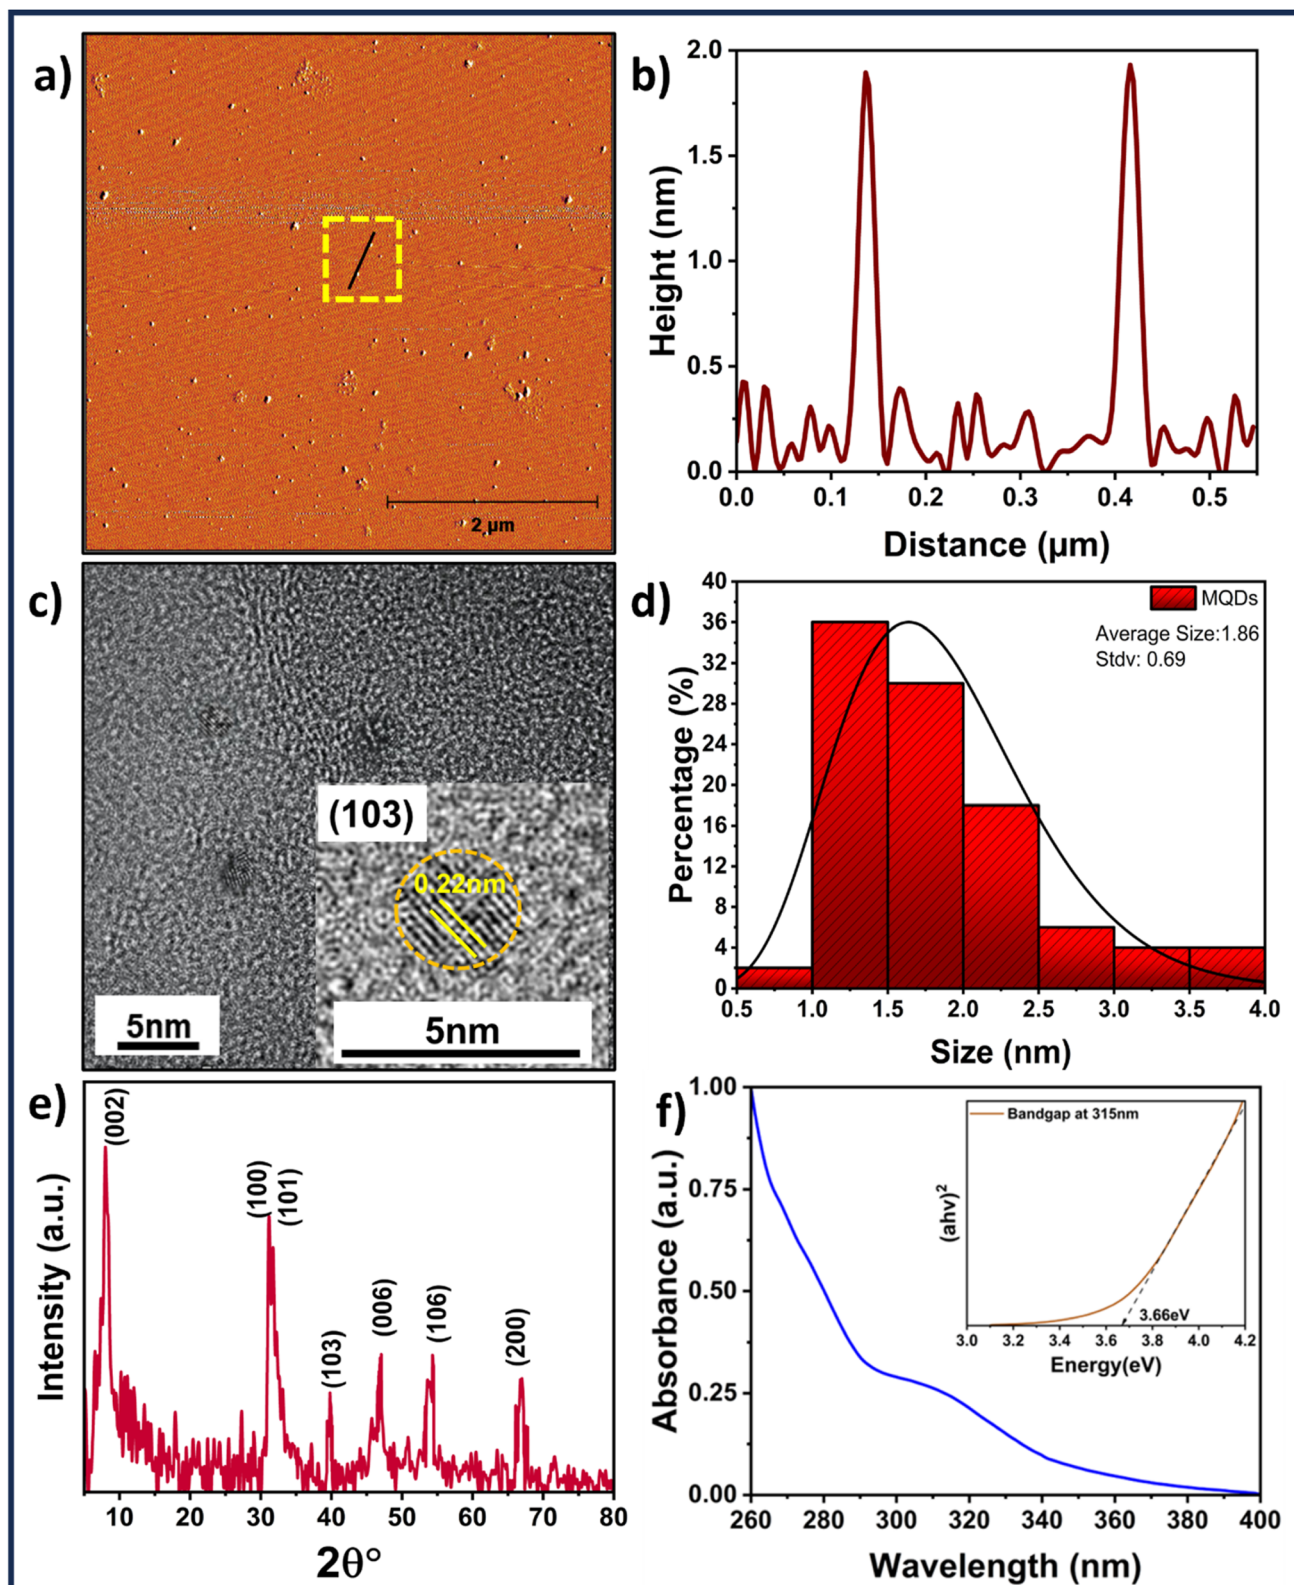 a)
2 µm
b)
Height (nm)
2.0
1.5
1.0
0.5
0.0
0.0 0.1 0.2 0.3 0.4 0.5
Distance (µm)
c)
(103)
0.22nm
5nm
5nm
d)
Percentage (%)
40
36
32
28
24
20
16
12
8
4
0
MQDs
Average Size:1.86
Stdv: 0.69
0.5 1.0 1.5 2.0 2.5 3.0 3.5 4.0
Size (nm)
e)
Intensity (a.u.)
(002)
(100)
(101)
(103)
(006)
(106)
(200)
10 20 30 40 50 60 70 80
2θ°
f)
Absorbance (a.u.)
1.00
0.75
0.50
0.25
0.00
Bandgap at 315nm
(ahv)²
3.66eV
3.0 3.2 3.4 3.6 3.8 4.0 4.2
Energy(eV)
260 280 300 320 340 360 380 400
Wavelength (nm)